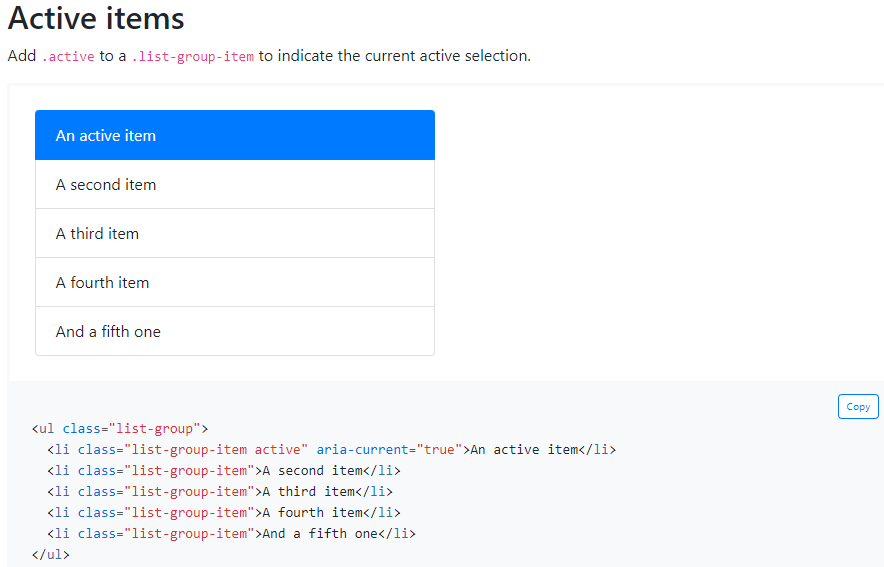 Active items
Add .active to a .list-group-item to indicate the current active selection.
An active item
A second item
A third item
A fourth item
And a fifth one
Copy
<ul class="list-group">
  <li class="list-group-item active" aria-current="true">An active item</li>
  <li class="list-group-item">A second item</li>
  <li class="list-group-item">A third item</li>
  <li class="list-group-item">A fourth item</li>
  <li class="list-group-item">And a fifth one</li>
</ul>